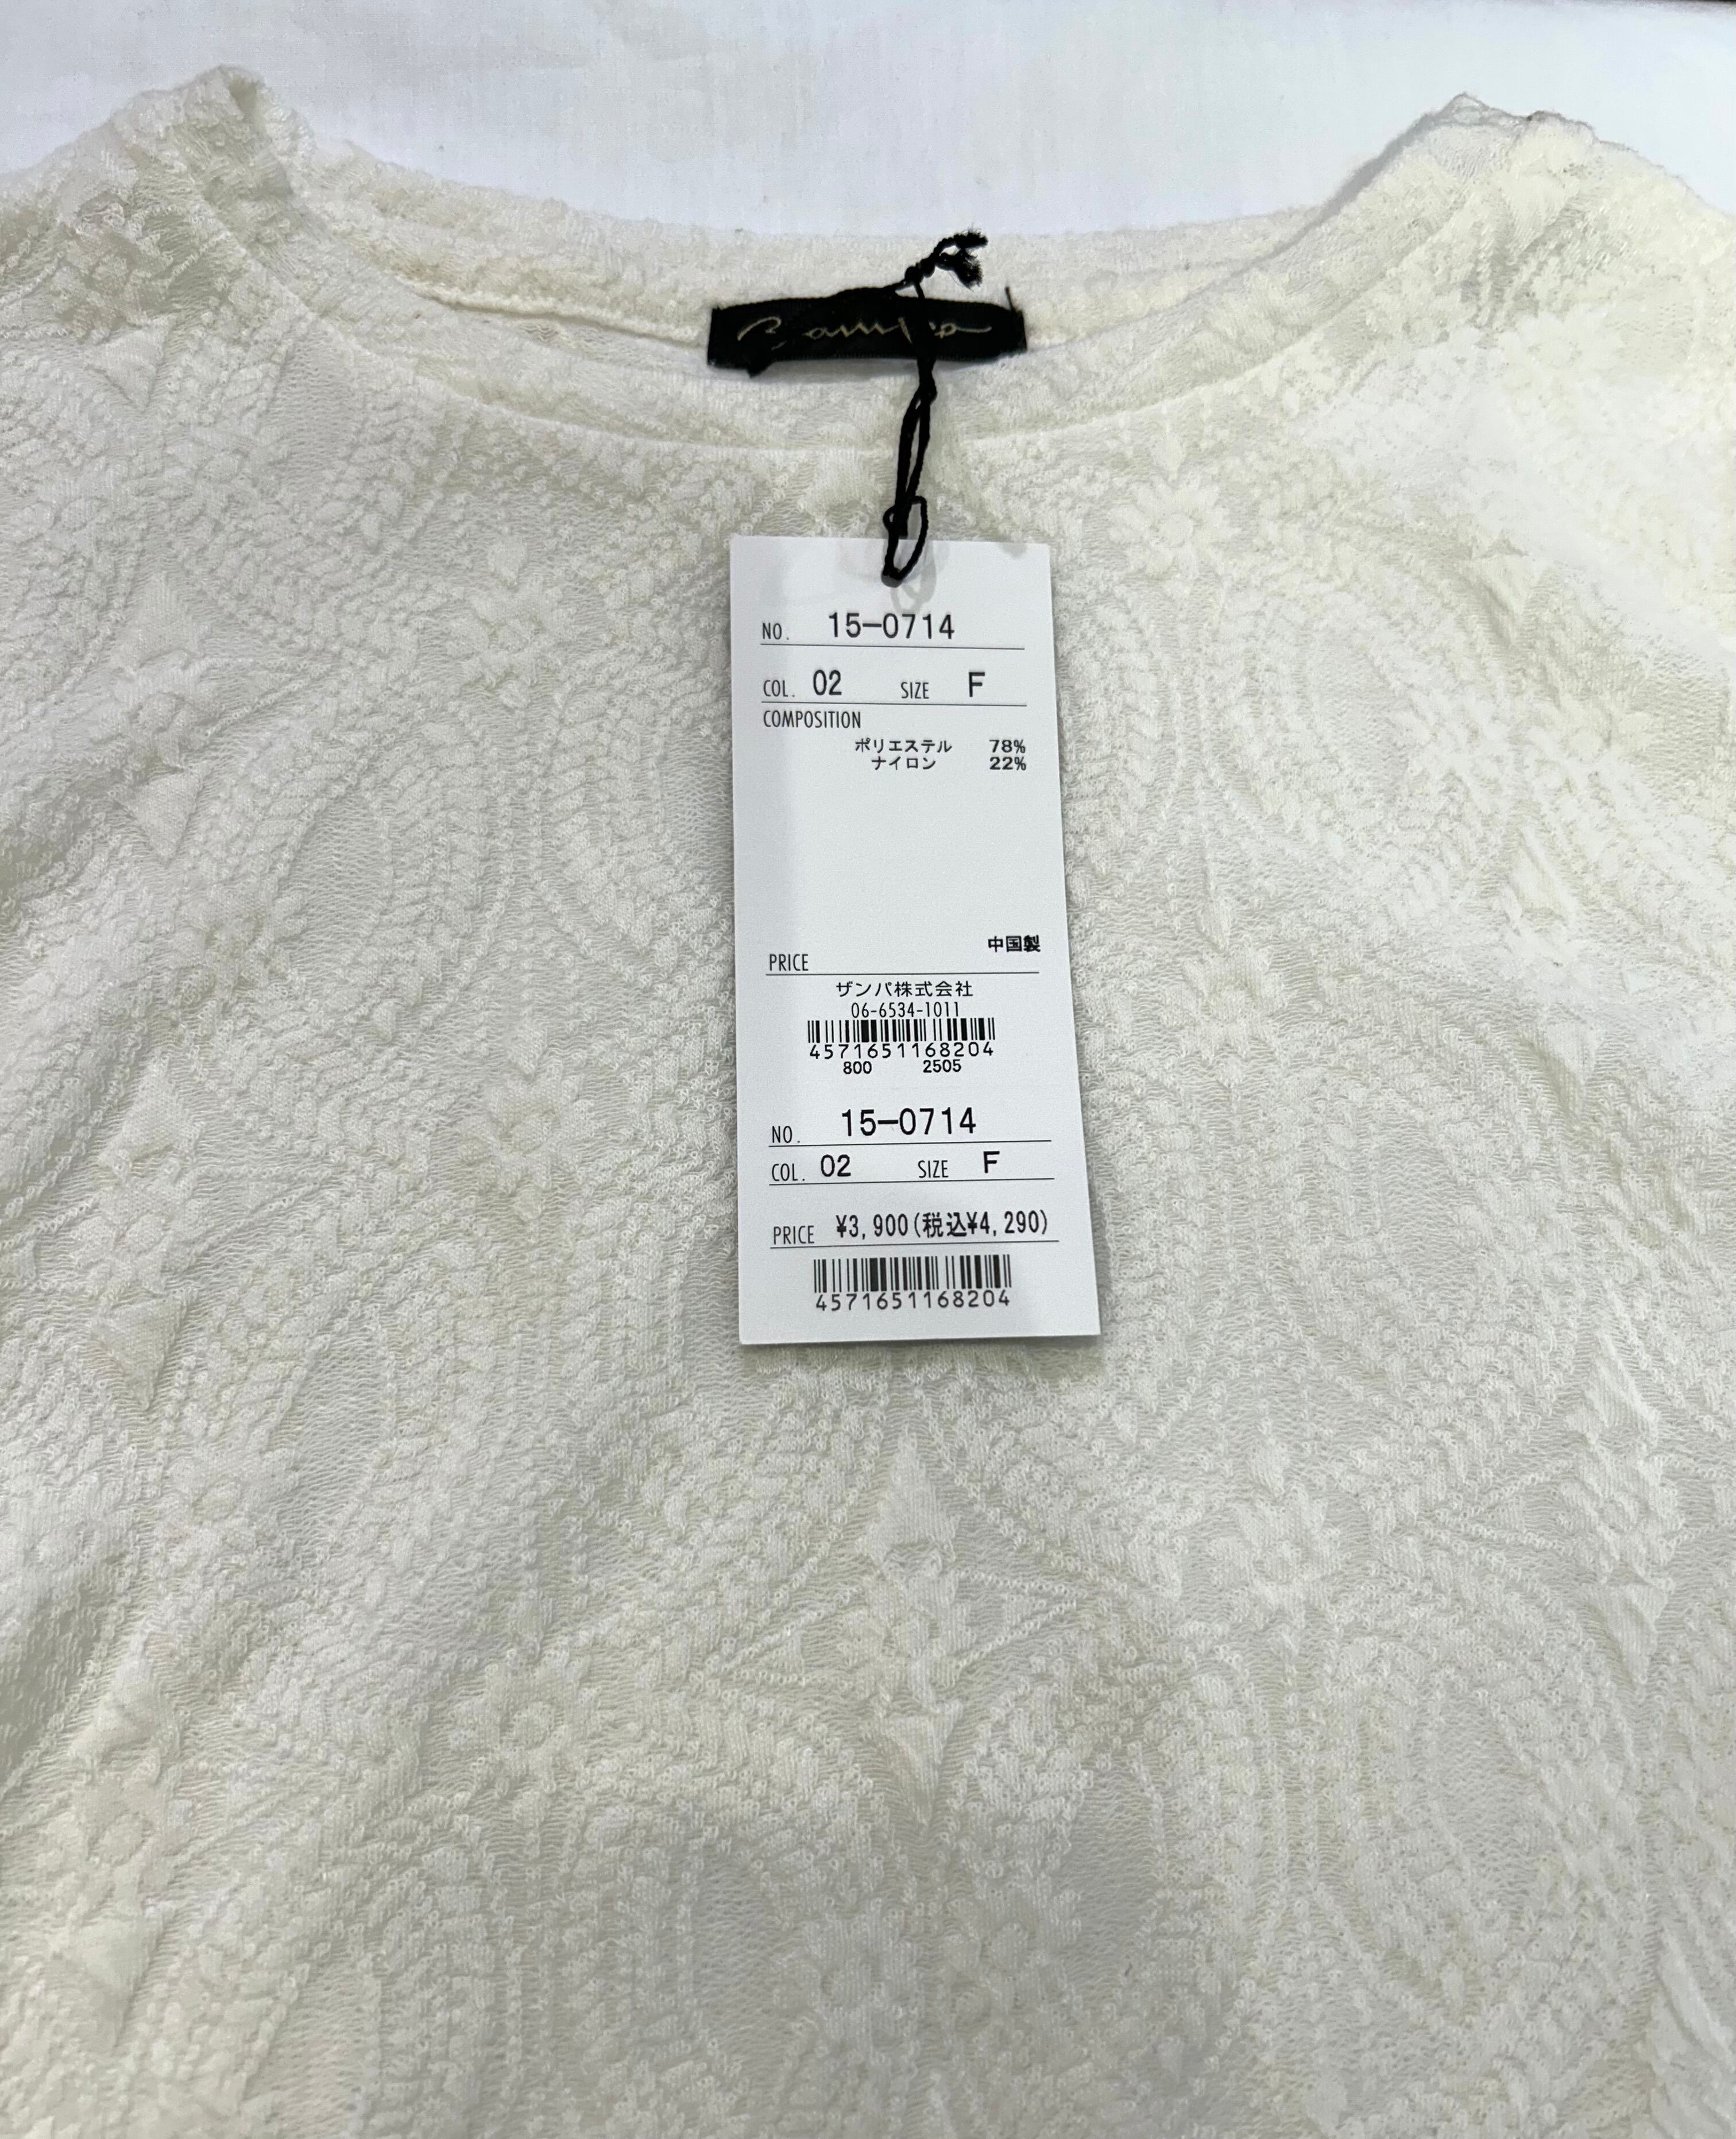 Zampa
NO. 15-0714
COL. 02 SIZE F
COMPOSITION
ポリエステル 78%
ナイロン 22%
中国製
PRICE
ザンパ株式会社
06-6534-1011
4571651168204
800 2505
NO. 15-0714
COL. 02 SIZE F
PRICE ¥3,900(税込¥4,290)
4571651168204